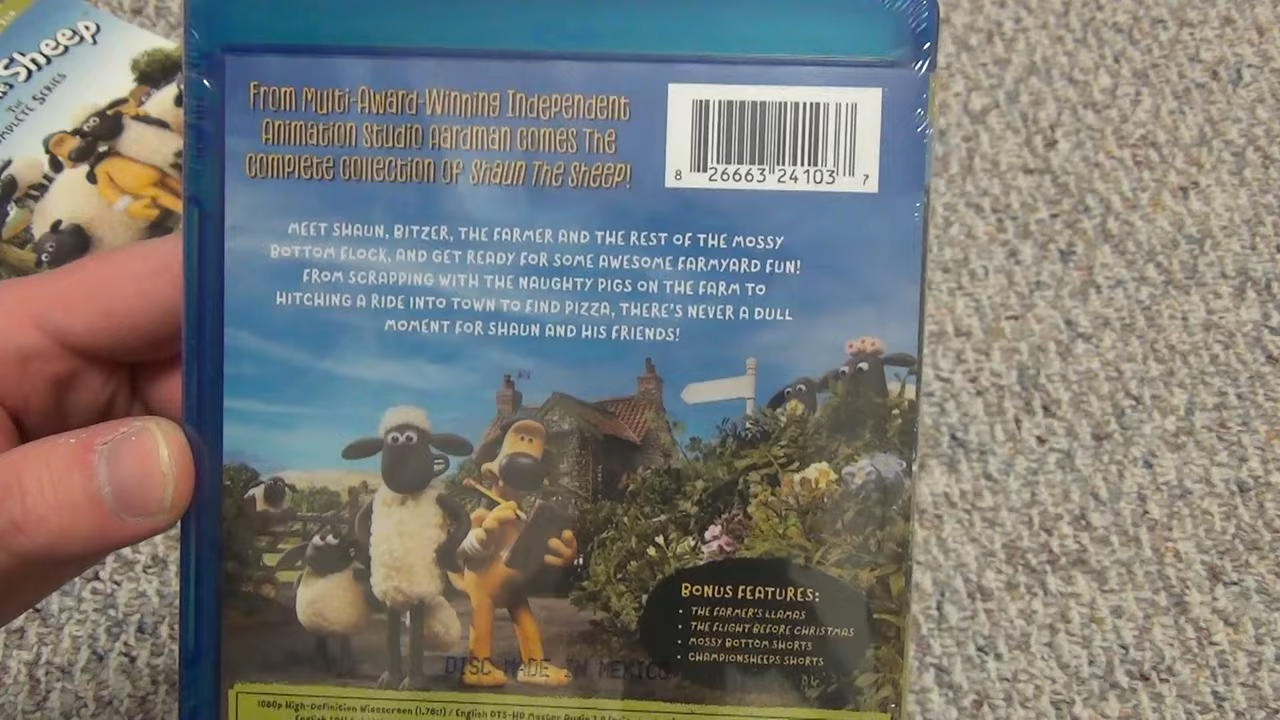 Sheep
THE
COMPLETE SERIES
From Multi-Award-Winning Independent
Animation Studio Aardman comes The
complete collection of Shaun The Sheep!
8 26663 24103 7
MEET SHAUN, BITZER, THE FARMER AND THE REST OF THE MOSSY
BOTTOM FLOCK, AND GET READY FOR SOME AWESOME FARMYARD FUN!
FROM SCRAPPING WITH THE NAUGHTY PIGS ON THE FARM TO
HITCHING A RIDE INTO TOWN TO FIND PIZZA, THERE'S NEVER A DULL
MOMENT FOR SHAUN AND HIS FRIENDS!
BONUS FEATURES:
• THE FARMER'S LLAMAS
• THE FLIGHT BEFORE CHRISTMAS
• MOSSY BOTTOM SHORTS
• CHAMPIONSHEEPS SHORTS
DISC MADE IN MEXICO
1080p High-Definition Widescreen (1.78:1) / English DTS-HD Master Audio
English